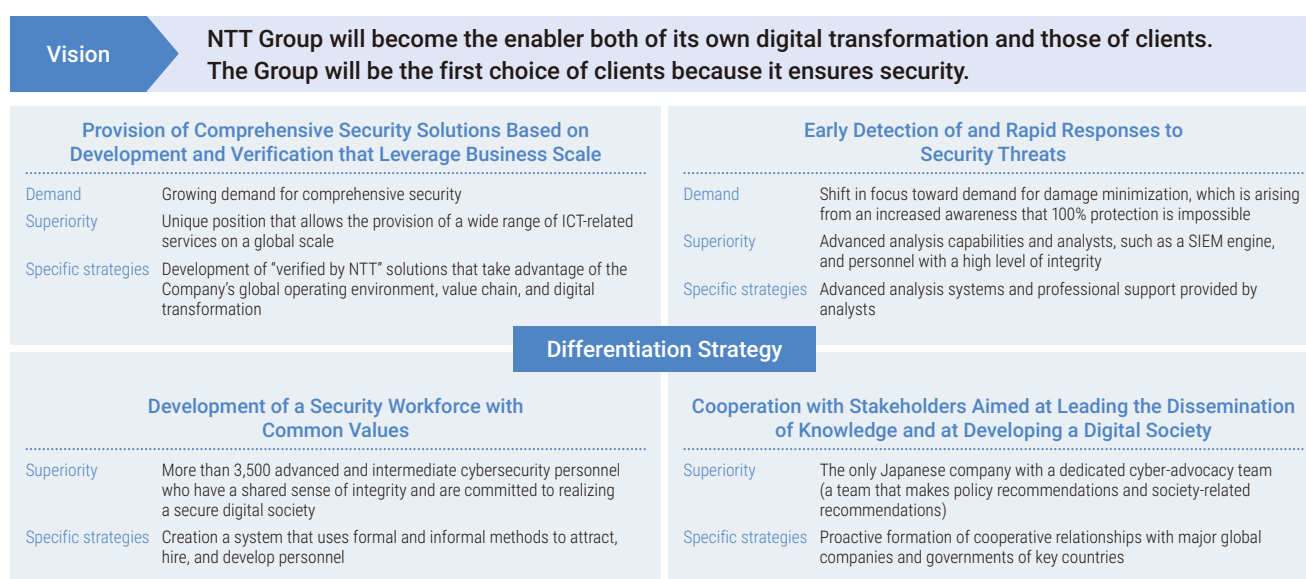 Vision
NTT Group will become the enabler both of its own digital transformation and those of clients.
The Group will be the first choice of clients because it ensures security.
Provision of Comprehensive Security Solutions Based on
Development and Verification that Leverage Business Scale
Demand Growing demand for comprehensive security
Superiority Unique position that allows the provision of a wide range of ICT-related
services on a global scale
Specific strategies Development of “verified by NTT” solutions that take advantage of the
Company’s global operating environment, value chain, and digital
transformation
Early Detection of and Rapid Responses to
Security Threats
Demand Shift in focus toward demand for damage minimization, which is arising
from an increased awareness that 100% protection is impossible
Superiority Advanced analysis capabilities and analysts, such as a SIEM engine,
and personnel with a high level of integrity
Specific strategies Advanced analysis systems and professional support provided by
analysts
Differentiation Strategy
Development of a Security Workforce with
Common Values
Superiority More than 3,500 advanced and intermediate cybersecurity personnel
who have a shared sense of integrity and are committed to realizing
a secure digital society
Specific strategies Creation a system that uses formal and informal methods to attract,
hire, and develop personnel
Cooperation with Stakeholders Aimed at Leading the Dissemination
of Knowledge and at Developing a Digital Society
Superiority The only Japanese company with a dedicated cyber-advocacy team
(a team that makes policy recommendations and society-related
recommendations)
Specific strategies Proactive formation of cooperative relationships with major global
companies and governments of key countries